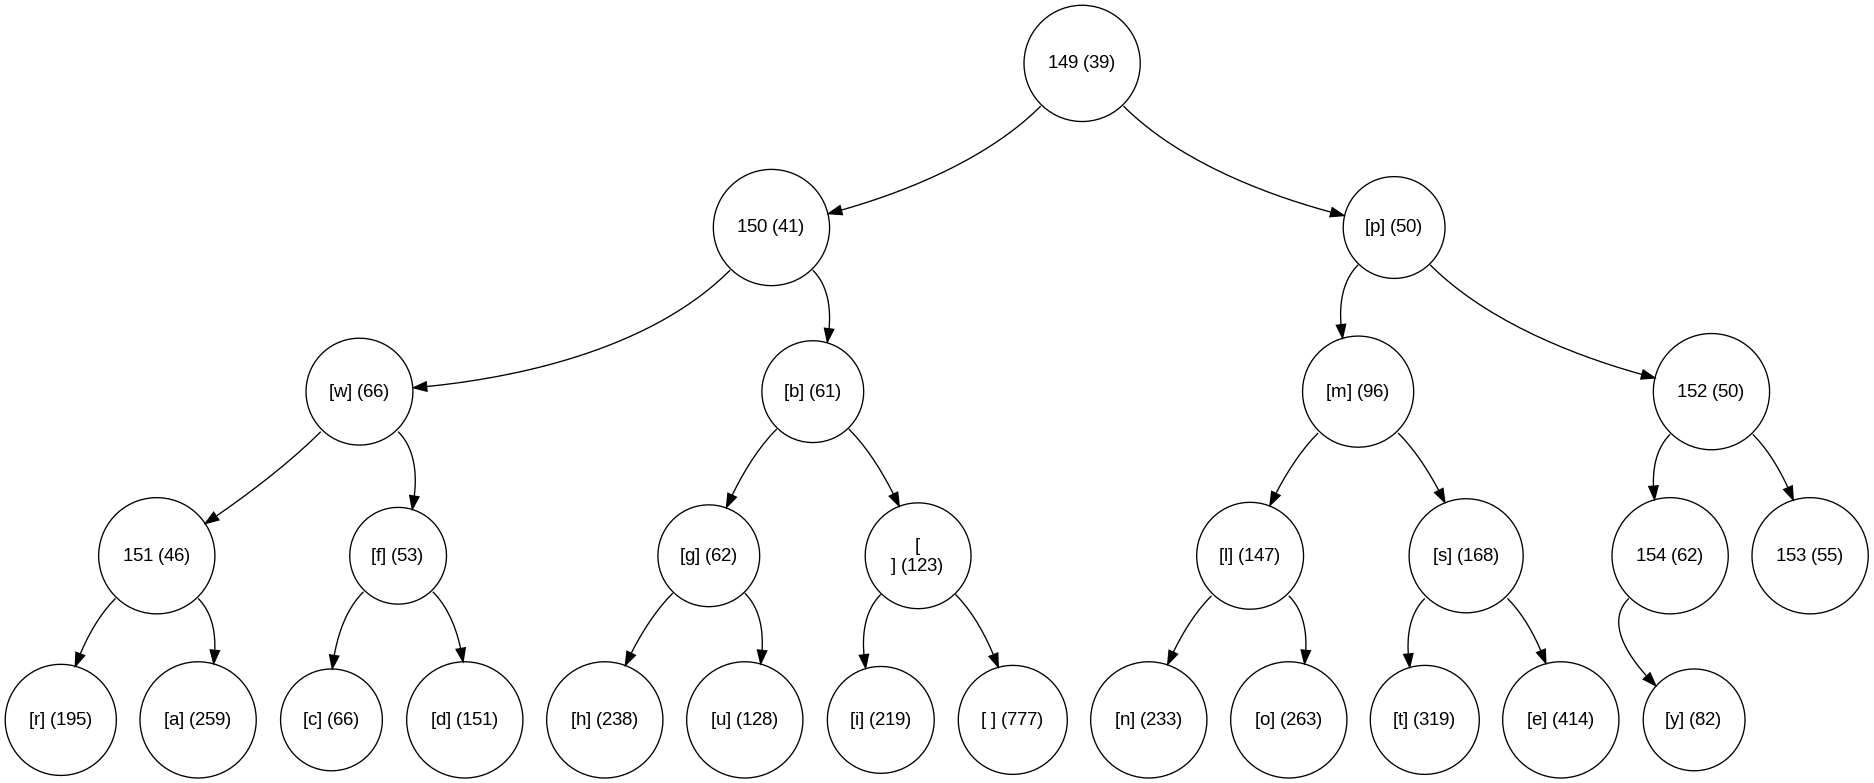 149 (39)
150 (41)
[p] (50)
[w] (66)
[b] (61)
[m] (96)
152 (50)
151 (46)
[f] (53)
[g] (62)
[
] (123)
[l] (147)
[s] (168)
154 (62)
153 (55)
[r] (195)
[a] (259)
[c] (66)
[d] (151)
[h] (238)
[u] (128)
[i] (219)
[ ] (777)
[n] (233)
[o] (263)
[t] (319)
[e] (414)
[y] (82)